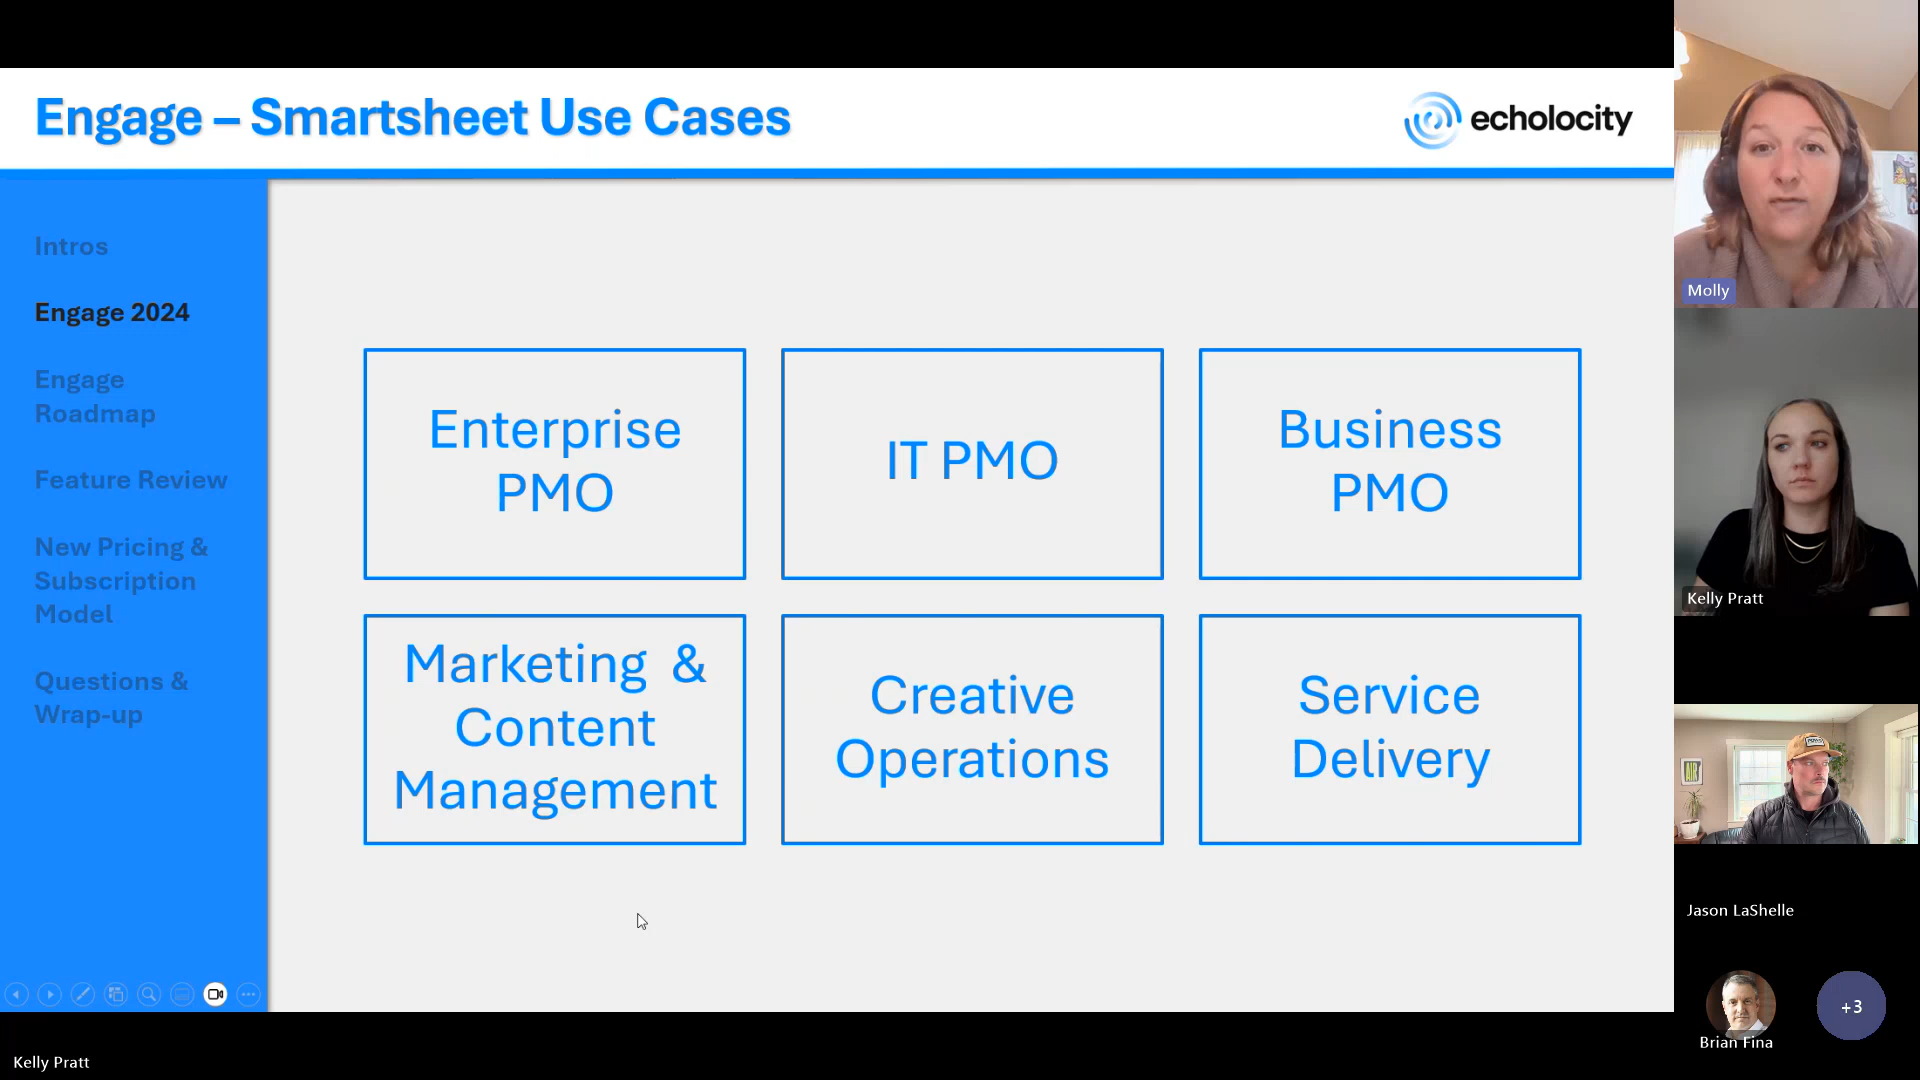 Engage – Smartsheet Use Cases
echolocity
Intros
Engage 2024
Engage
Roadmap
Feature Review
New Pricing &
Subscription
Model
Questions &
Wrap-up
Enterprise
PMO
IT PMO
Business
PMO
Marketing &
Content
Management
Creative
Operations
Service
Delivery
Molly
Kelly Pratt
AIR
Jason LaShelle
Brian Fina
+3
Kelly Pratt